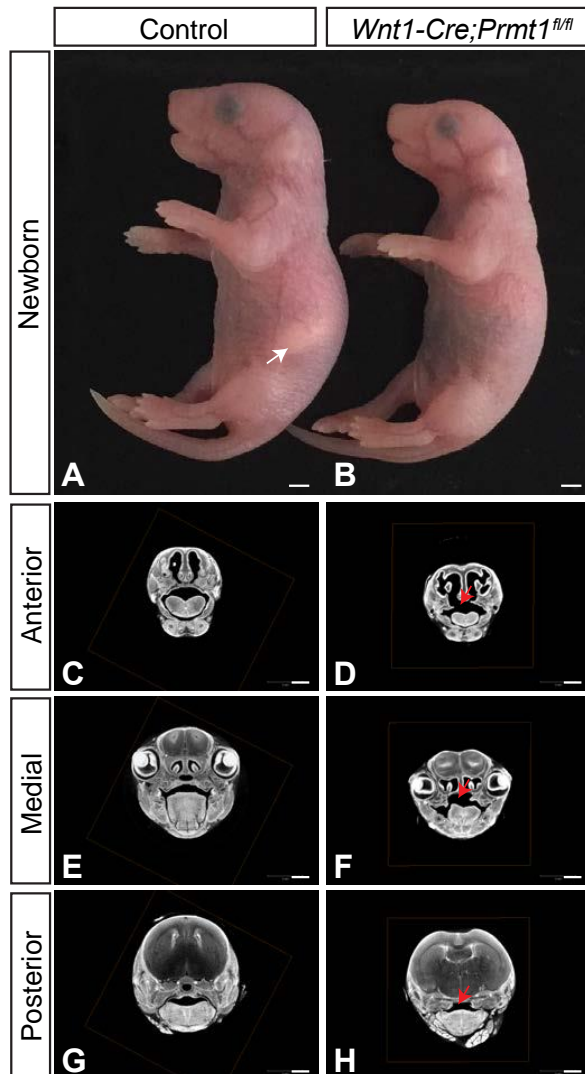 Control
Wnt1-Cre;Prmt1fl/fl
Newborn
A
B
Anterior
C
D
Medial
E
F
Posterior
G
H